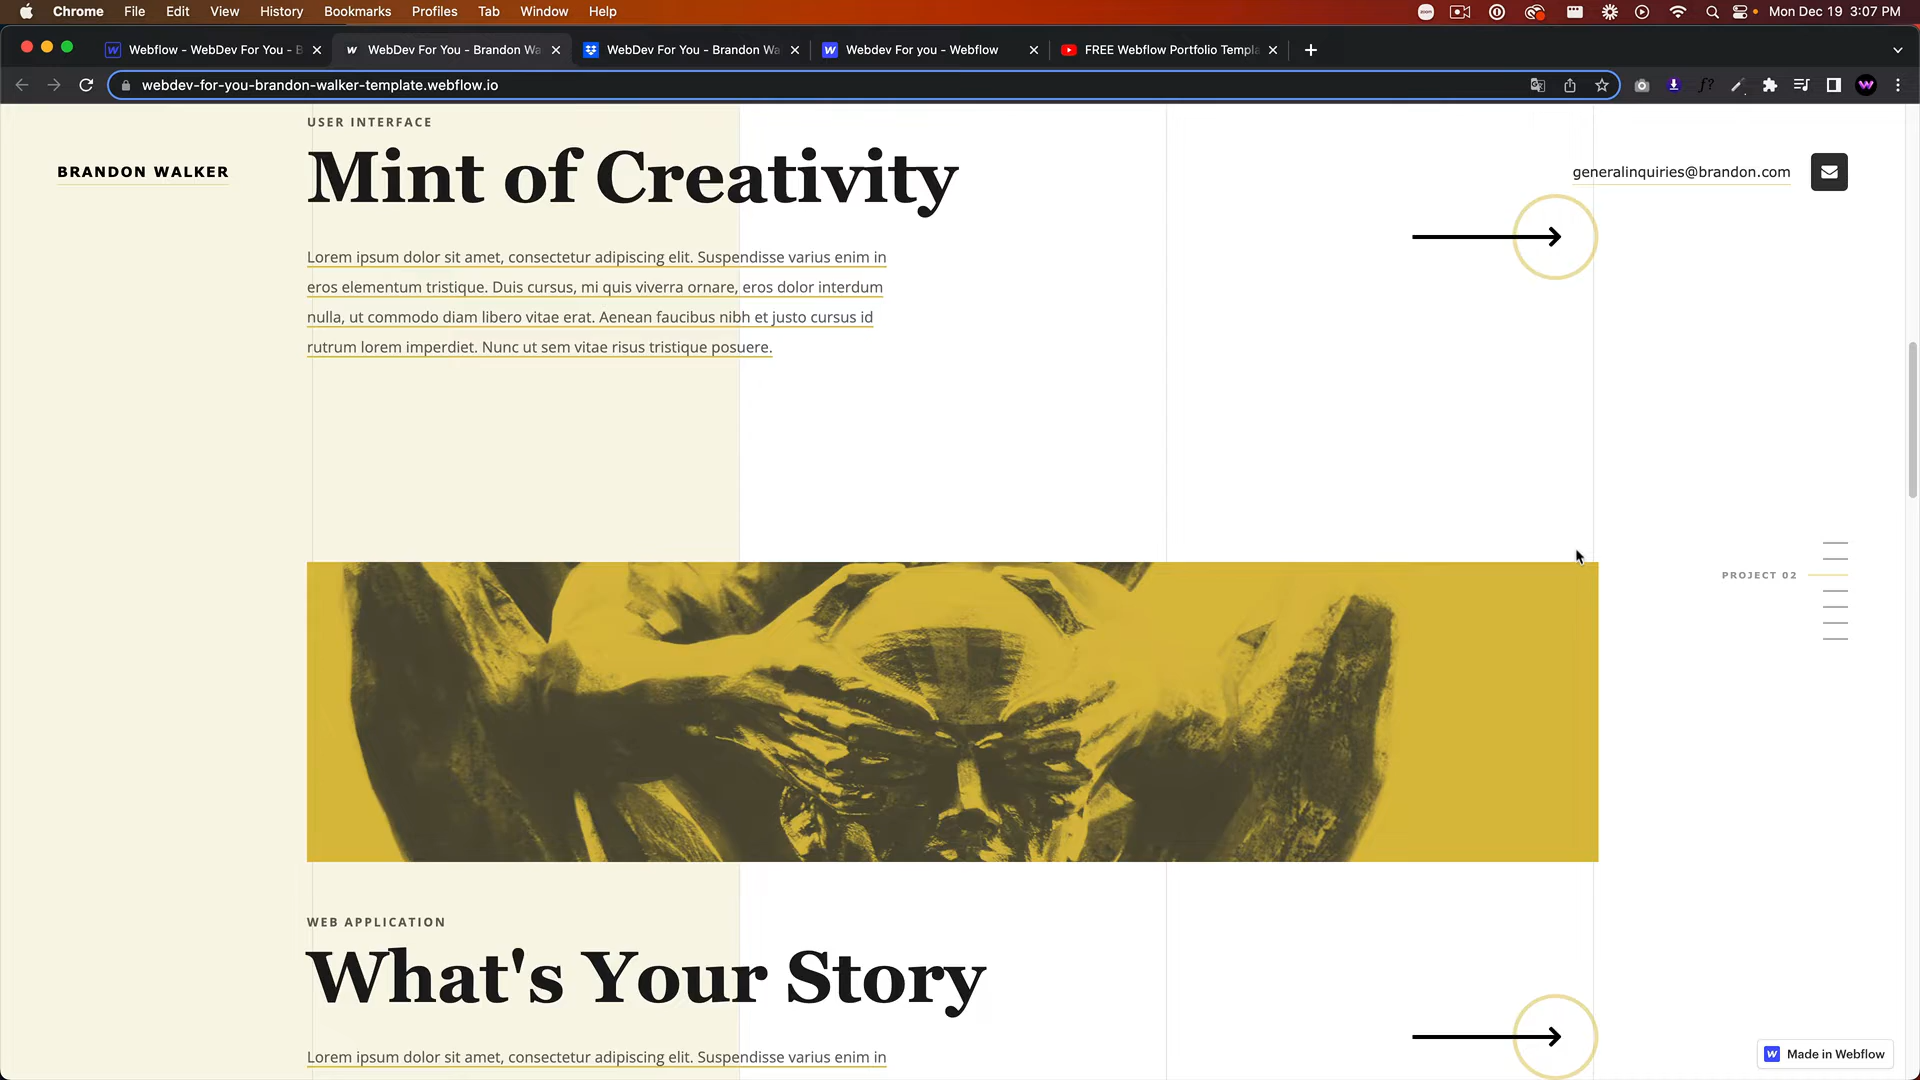 Chrome File Edit View History Bookmarks Profiles Tab Window Help
zoom
Mon Dec 19 3:07 PM
Webflow - WebDev For You - B
WebDev For You - Brandon Wa
WebDev For You - Brandon Wa
Webdev For you - Webflow
FREE Webflow Portfolio Templa
webdev-for-you-brandon-walker-template.webflow.io
f?
USER INTERFACE
BRANDON WALKER
Mint of Creativity
generalinquiries@brandon.com
Lorem ipsum dolor sit amet, consectetur adipiscing elit. Suspendisse varius enim in
eros elementum tristique. Duis cursus, mi quis viverra ornare, eros dolor interdum
nulla, ut commodo diam libero vitae erat. Aenean faucibus nibh et justo cursus id
rutrum lorem imperdiet. Nunc ut sem vitae risus tristique posuere.
PROJECT 02
WEB APPLICATION
What's Your Story
Lorem ipsum dolor sit amet, consectetur adipiscing elit. Suspendisse varius enim in
Made in Webflow